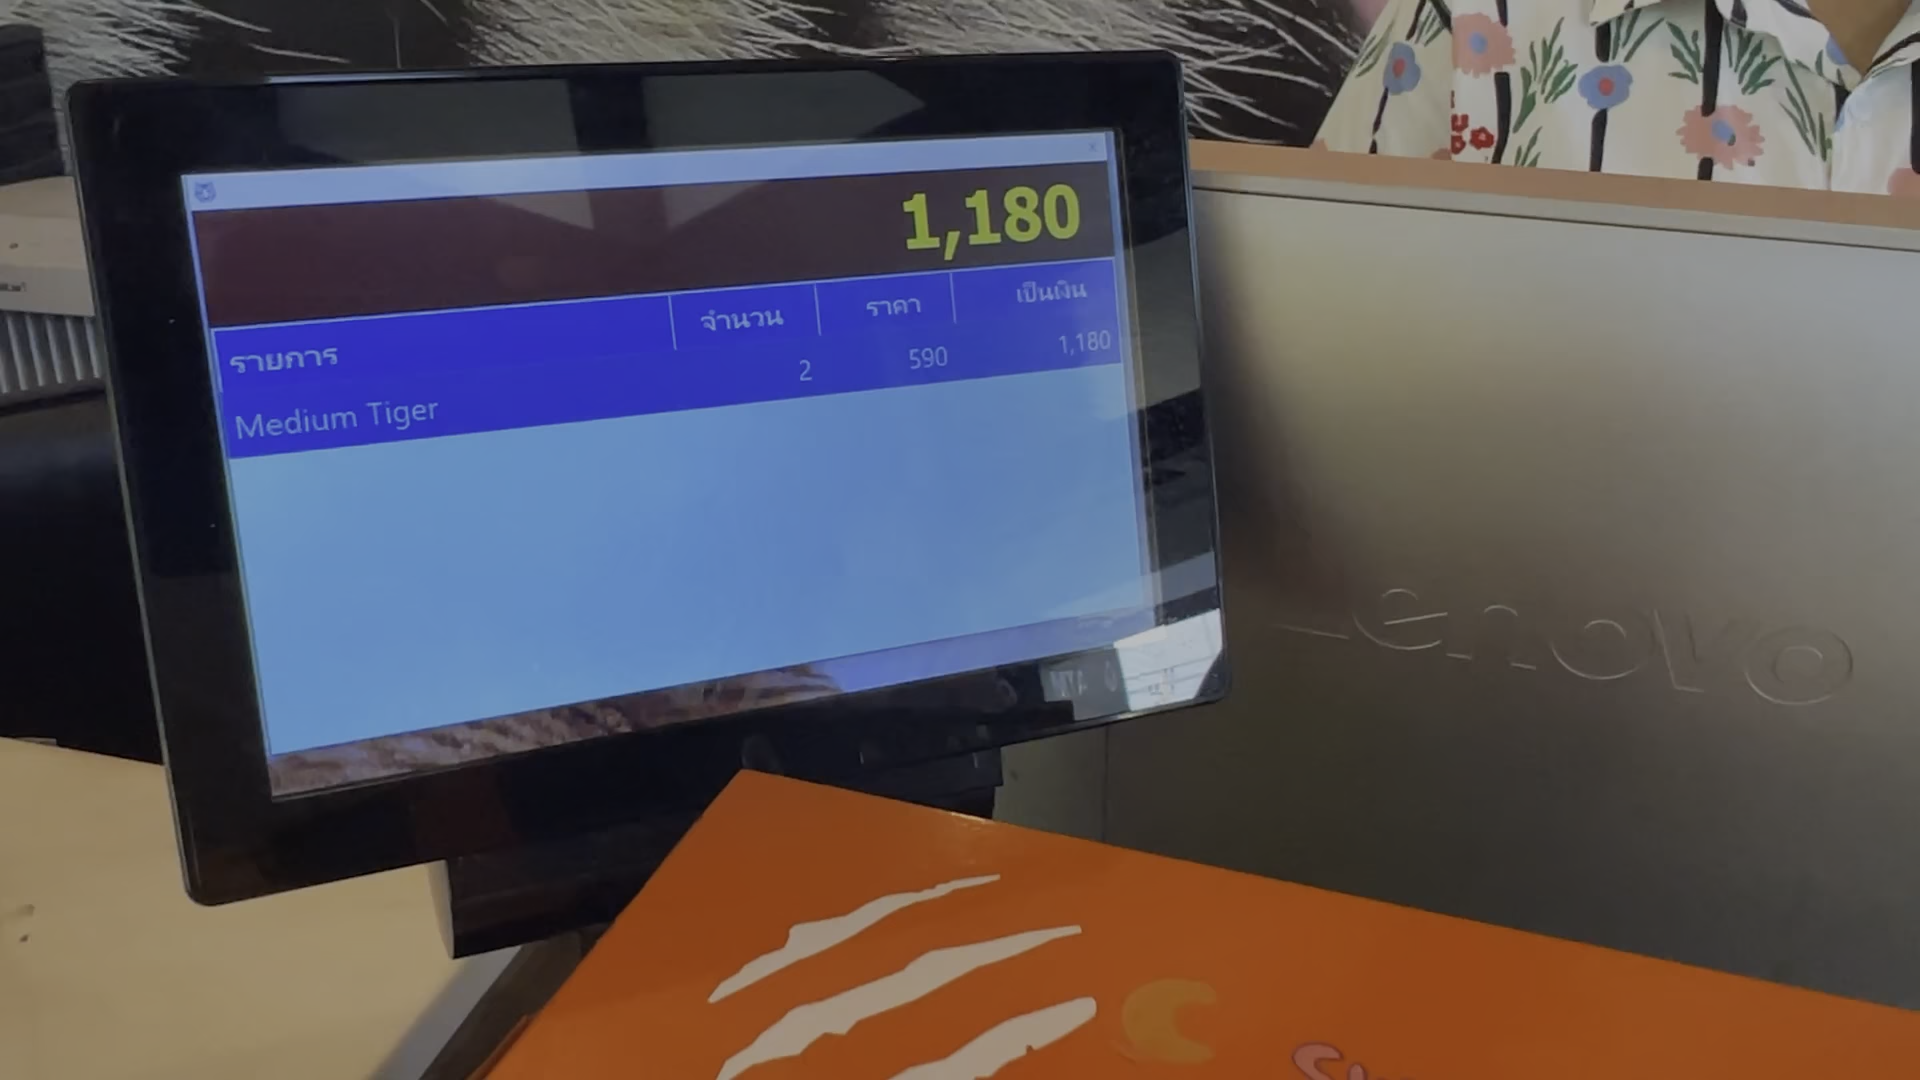 1,180
รายการ จำนวน ราคา เป็นเงิน
Medium Tiger 2 590 1,180
Lenovo